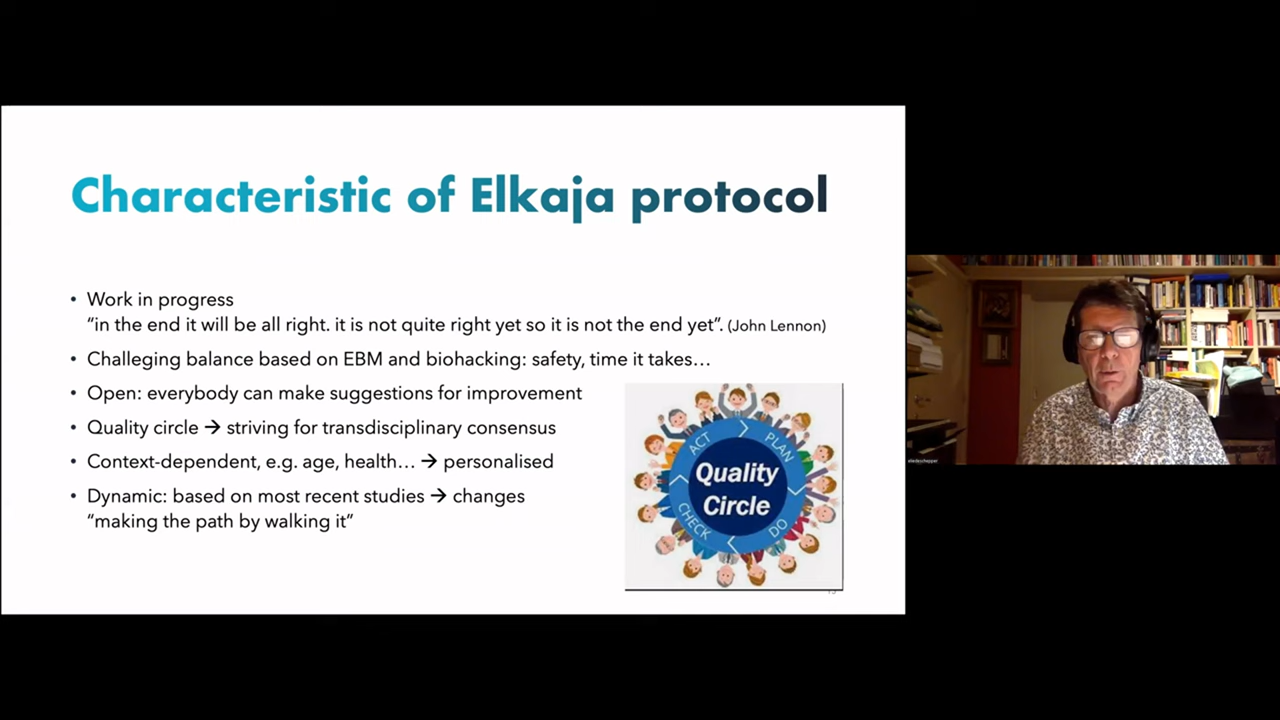 Characteristic of Elkaja protocol
• Work in progress
“in the end it will be all right. it is not quite right yet so it is not the end yet”. (John Lennon)
• Challeging balance based on EBM and biohacking: safety, time it takes…
• Open: everybody can make suggestions for improvement
• Quality circle → striving for transdisciplinary consensus
• Context-dependent, e.g. age, health… → personalised
• Dynamic: based on most recent studies → changes
“making the path by walking it”
ACT
PLAN
Quality
Circle
CHECK
DO